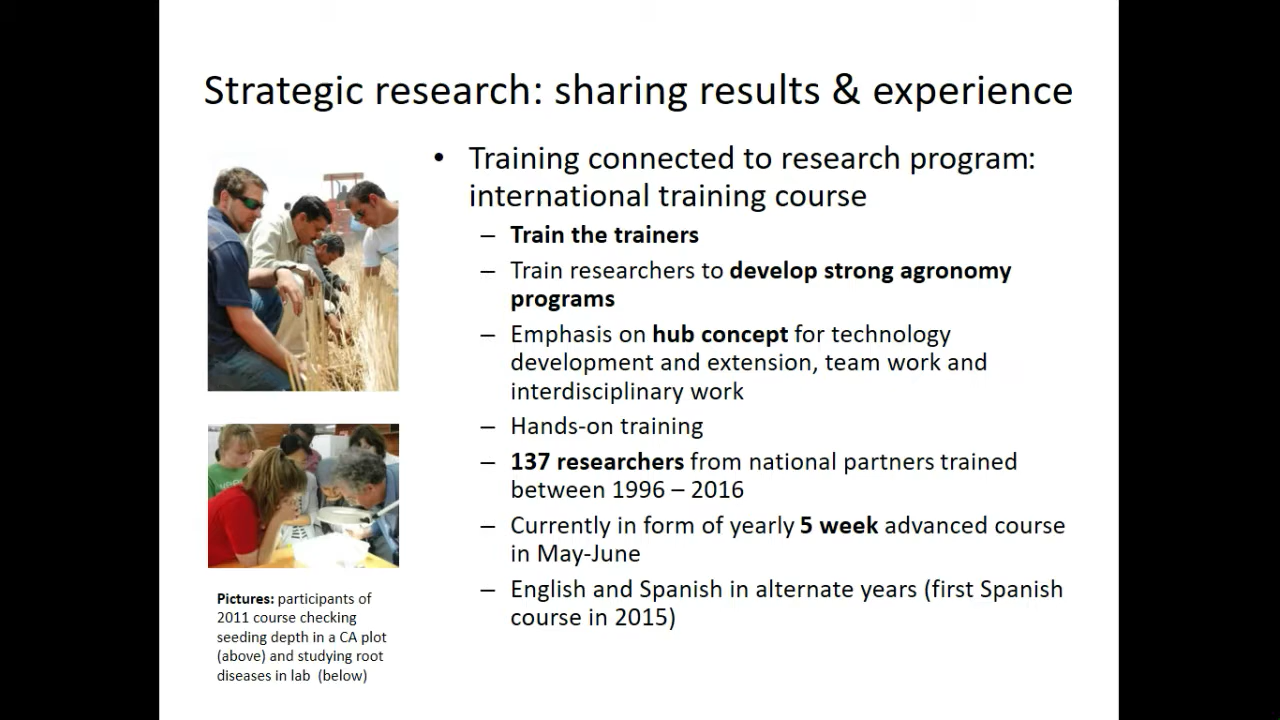 Strategic research: sharing results & experience
• Training connected to research program:
international training course
– Train the trainers
– Train researchers to develop strong agronomy
programs
– Emphasis on hub concept for technology
development and extension, team work and
interdisciplinary work
– Hands-on training
– 137 researchers from national partners trained
between 1996 – 2016
– Currently in form of yearly 5 week advanced course
in May-June
– English and Spanish in alternate years (first Spanish
course in 2015)
Pictures: participants of
2011 course checking
seeding depth in a CA plot
(above) and studying root
diseases in lab (below)